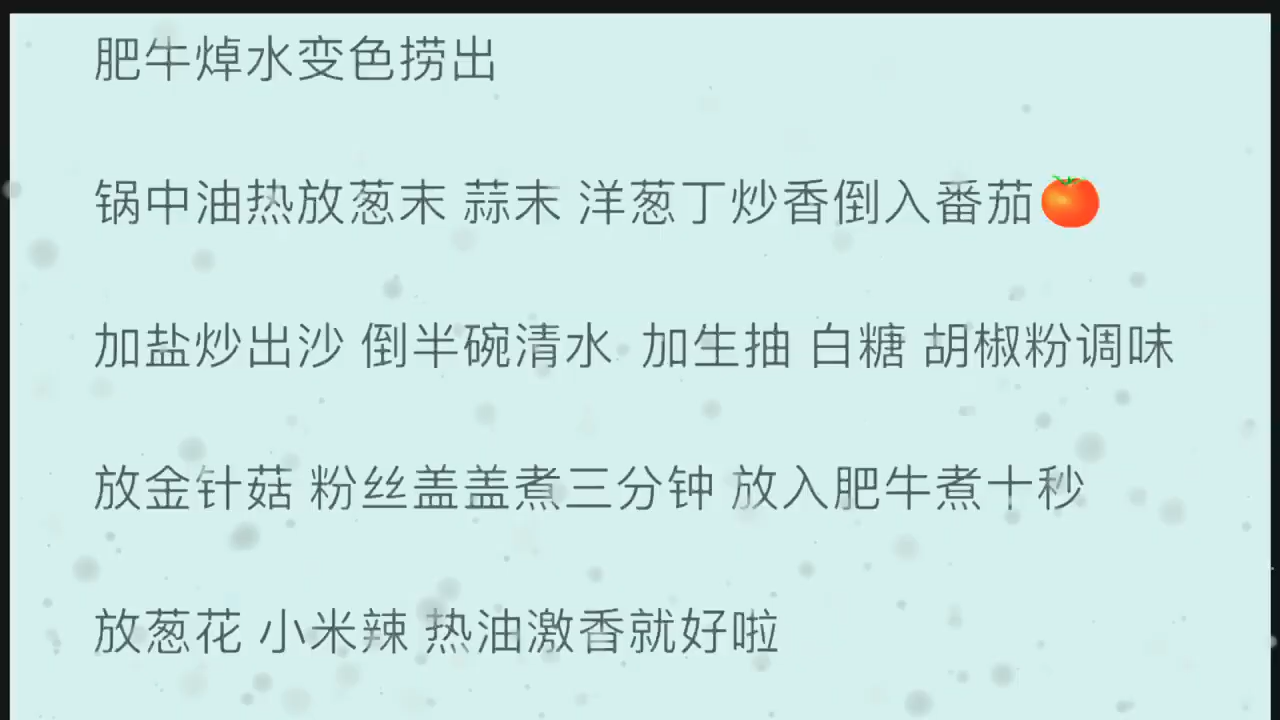 肥牛焯水变色捞出
锅中油热放葱末 蒜末 洋葱丁炒香倒入番茄🍅
加盐炒出沙 倒半碗清水 加生抽 白糖 胡椒粉调味
放金针菇 粉丝盖盖煮三分钟 放入肥牛煮十秒
放葱花 小米辣 热油激香就好啦